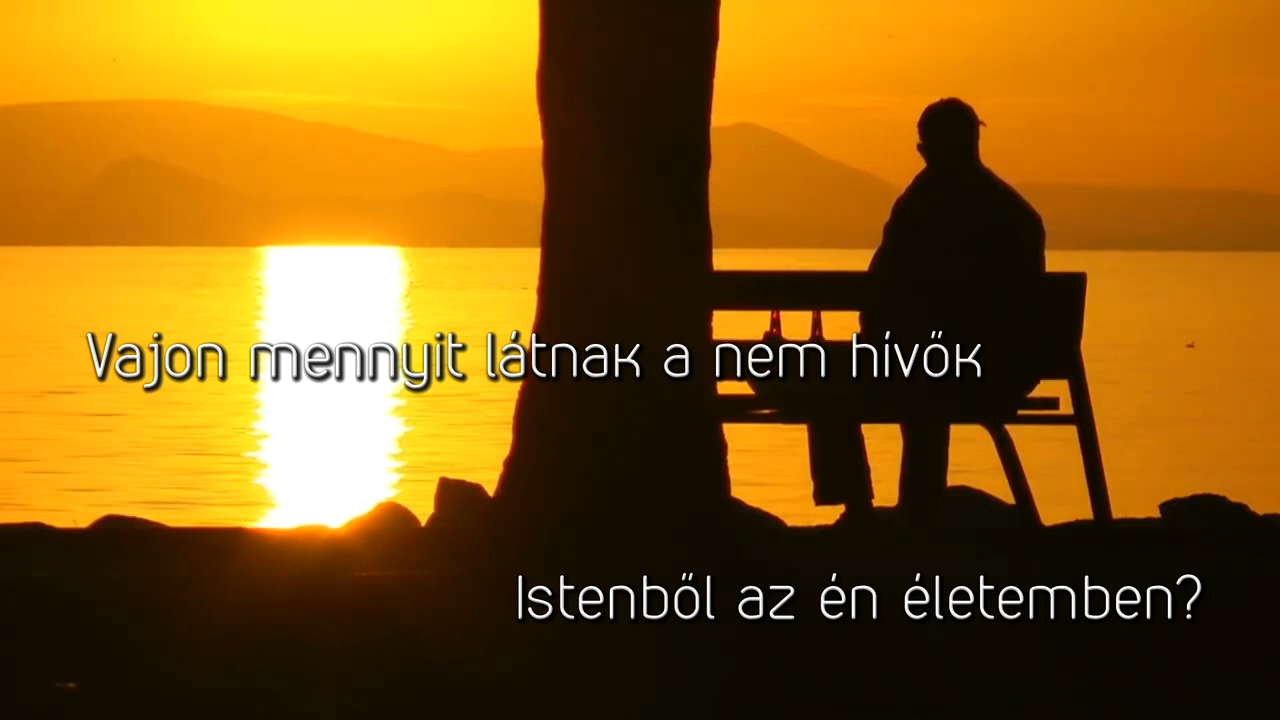 Vajon mennyit látnak a nem hívők
Istenből az én életemben?